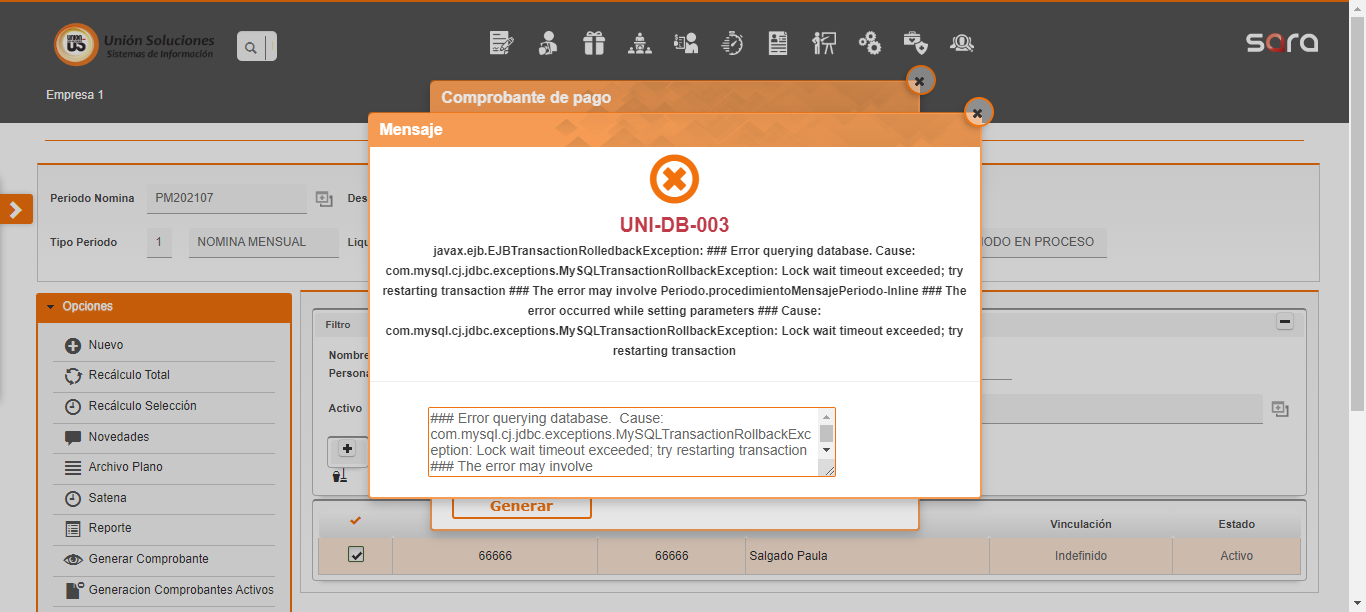 UNION
US
Unión Soluciones
Sistemas de Información
sara
Empresa 1
Comprobante de pago
Mensaje
UNI-DB-003
javax.ejb.EJBTransactionRolledbackException: ### Error querying database. Cause:
com.mysql.cj.jdbc.exceptions.MySQLTransactionRollbackException: Lock wait timeout exceeded; try
restarting transaction ### The error may involve Periodo.procedimientoMensajePeriodo-Inline ### The
error occurred while setting parameters ### Cause:
com.mysql.cj.jdbc.exceptions.MySQLTransactionRollbackException: Lock wait timeout exceeded; try
restarting transaction
### Error querying database.  Cause:
com.mysql.cj.jdbc.exceptions.MySQLTransactionRollbackExc
eption: Lock wait timeout exceeded; try restarting transaction
### The error may involve
Generar
Periodo Nomina PM202107 Des
Tipo Periodo 1 NOMINA MENSUAL Liqu IODO EN PROCESO
Opciones
Nuevo
Recálculo Total
Recálculo Selección
Novedades
Archivo Plano
Satena
Reporte
Generar Comprobante
Generacion Comprobantes Activos
Filtro
Nombre
Persona
Activo
Vinculación Estado
66666 66666 Salgado Paula Indefinido Activo